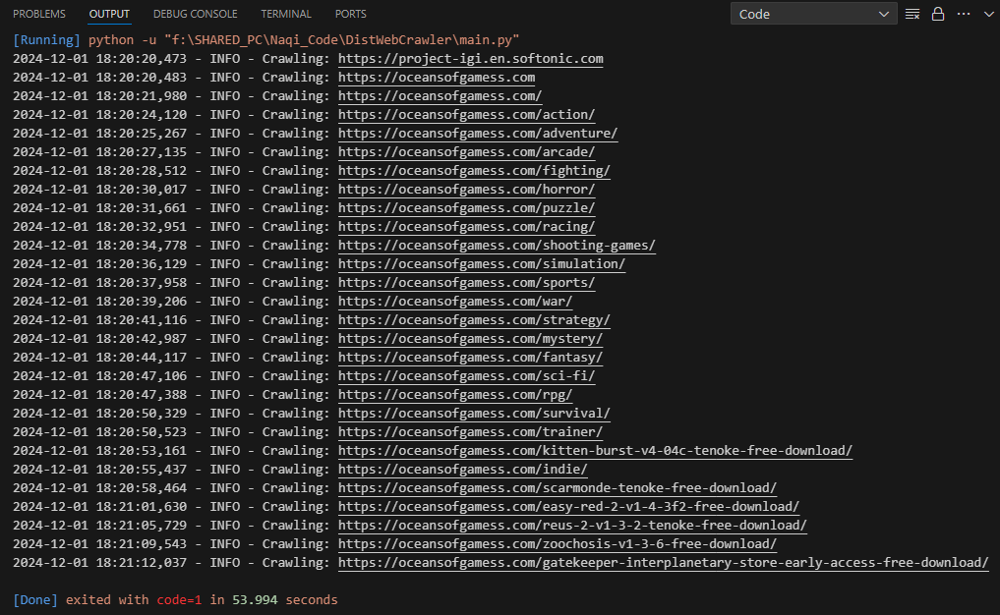 PROBLEMS OUTPUT DEBUG CONSOLE TERMINAL PORTS Code
[Running] python -u "f:\SHARED_PC\Naqi_Code\DistWebCrawler\main.py"
2024-12-01 18:20:20,473 - INFO - Crawling: https://project-igi.en.softonic.com
2024-12-01 18:20:20,483 - INFO - Crawling: https://oceansofgamess.com
2024-12-01 18:20:21,980 - INFO - Crawling: https://oceansofgamess.com/
2024-12-01 18:20:24,120 - INFO - Crawling: https://oceansofgamess.com/action/
2024-12-01 18:20:25,267 - INFO - Crawling: https://oceansofgamess.com/adventure/
2024-12-01 18:20:27,135 - INFO - Crawling: https://oceansofgamess.com/arcade/
2024-12-01 18:20:28,512 - INFO - Crawling: https://oceansofgamess.com/fighting/
2024-12-01 18:20:30,017 - INFO - Crawling: https://oceansofgamess.com/horror/
2024-12-01 18:20:31,661 - INFO - Crawling: https://oceansofgamess.com/puzzle/
2024-12-01 18:20:32,951 - INFO - Crawling: https://oceansofgamess.com/racing/
2024-12-01 18:20:34,778 - INFO - Crawling: https://oceansofgamess.com/shooting-games/
2024-12-01 18:20:36,129 - INFO - Crawling: https://oceansofgamess.com/simulation/
2024-12-01 18:20:37,958 - INFO - Crawling: https://oceansofgamess.com/sports/
2024-12-01 18:20:39,206 - INFO - Crawling: https://oceansofgamess.com/war/
2024-12-01 18:20:41,116 - INFO - Crawling: https://oceansofgamess.com/strategy/
2024-12-01 18:20:42,987 - INFO - Crawling: https://oceansofgamess.com/mystery/
2024-12-01 18:20:44,117 - INFO - Crawling: https://oceansofgamess.com/fantasy/
2024-12-01 18:20:47,106 - INFO - Crawling: https://oceansofgamess.com/sci-fi/
2024-12-01 18:20:47,388 - INFO - Crawling: https://oceansofgamess.com/rpg/
2024-12-01 18:20:50,329 - INFO - Crawling: https://oceansofgamess.com/survival/
2024-12-01 18:20:50,523 - INFO - Crawling: https://oceansofgamess.com/trainer/
2024-12-01 18:20:53,161 - INFO - Crawling: https://oceansofgamess.com/kitten-burst-v4-04c-tenoke-free-download/
2024-12-01 18:20:55,437 - INFO - Crawling: https://oceansofgamess.com/indie/
2024-12-01 18:20:58,464 - INFO - Crawling: https://oceansofgamess.com/scarmonde-tenoke-free-download/
2024-12-01 18:21:01,630 - INFO - Crawling: https://oceansofgamess.com/easy-red-2-v1-4-3f2-free-download/
2024-12-01 18:21:05,729 - INFO - Crawling: https://oceansofgamess.com/reus-2-v1-3-2-tenoke-free-download/
2024-12-01 18:21:09,543 - INFO - Crawling: https://oceansofgamess.com/zoochosis-v1-3-6-free-download/
2024-12-01 18:21:12,037 - INFO - Crawling: https://oceansofgamess.com/gatekeeper-interplanetary-store-early-access-free-download/
[Done] exited with code=1 in 53.994 seconds